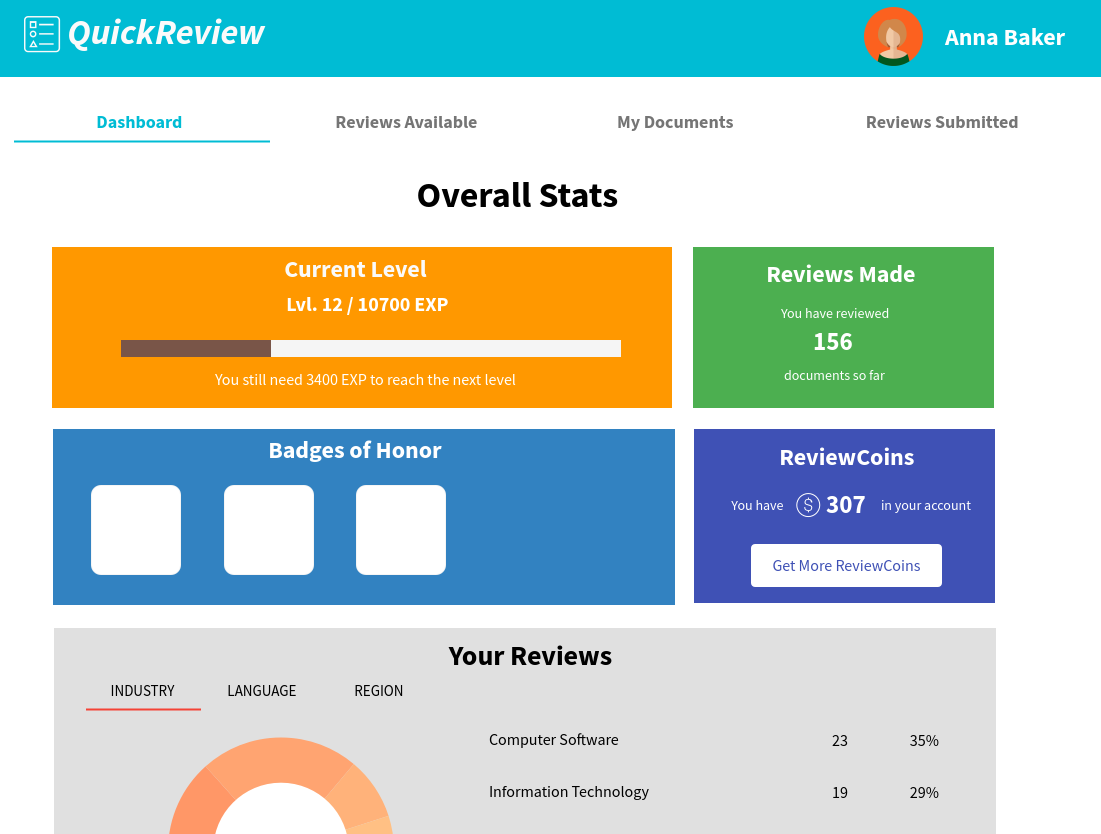 QuickReview
Anna Baker
Dashboard
Reviews Available
My Documents
Reviews Submitted
Overall Stats
Current Level
Lvl. 12 / 10700 EXP
You still need 3400 EXP to reach the next level
Reviews Made
You have reviewed
156
documents so far
Badges of Honor
ReviewCoins
You have $ 307 in your account
Get More ReviewCoins
Your Reviews
INDUSTRY LANGUAGE REGION
Computer Software 23 35%
Information Technology 19 29%